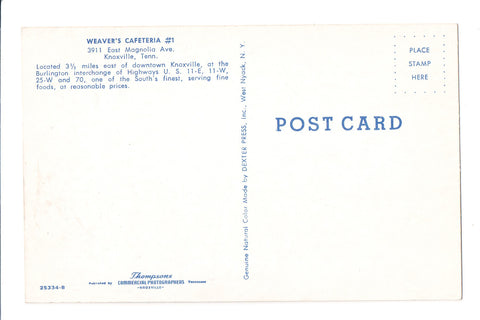 WEAVER'S CAFETERIA #1
3911 East Magnolia Ave.
Knoxville, Tenn.
Located 3½ miles east of downtown Knoxville, at the
Burlington interchange of Highways U. S. 11-E, 11-W,
25-W and 70, one of the South's finest, serving fine
foods, at reasonable prices.
Genuine Natural Color Made by DEXTER PRESS, Inc., West Nyack, N. Y.
PLACE
STAMP
HERE
POST CARD
25334-B
Thompsons
Published by COMMERCIAL PHOTOGRAPHERS Tennessee
KNOXVILLE